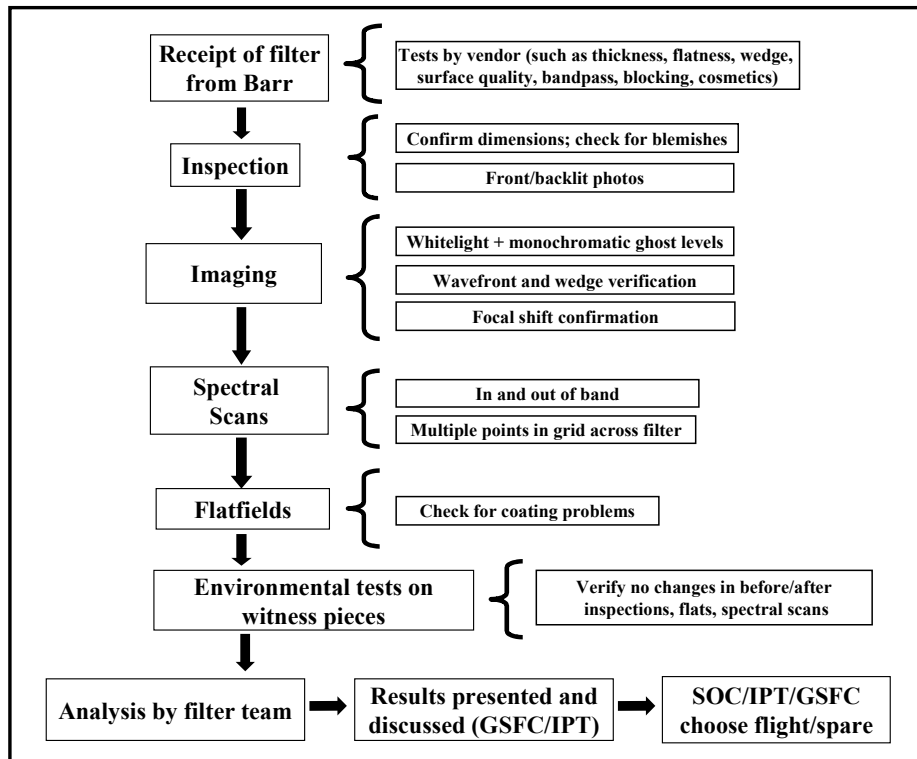 Receipt of filter
from Barr
Tests by vendor (such as thickness, flatness, wedge,
surface quality, bandpass, blocking, cosmetics)
Inspection
Confirm dimensions; check for blemishes
Front/backlit photos
Imaging
Whitelight + monochromatic ghost levels
Wavefront and wedge verification
Focal shift confirmation
Spectral
Scans
In and out of band
Multiple points in grid across filter
Flatfields
Check for coating problems
Environmental tests on
witness pieces
Verify no changes in before/after
inspections, flats, spectral scans
Analysis by filter team
Results presented and
discussed (GSFC/IPT)
SOC/IPT/GSFC
choose flight/spare